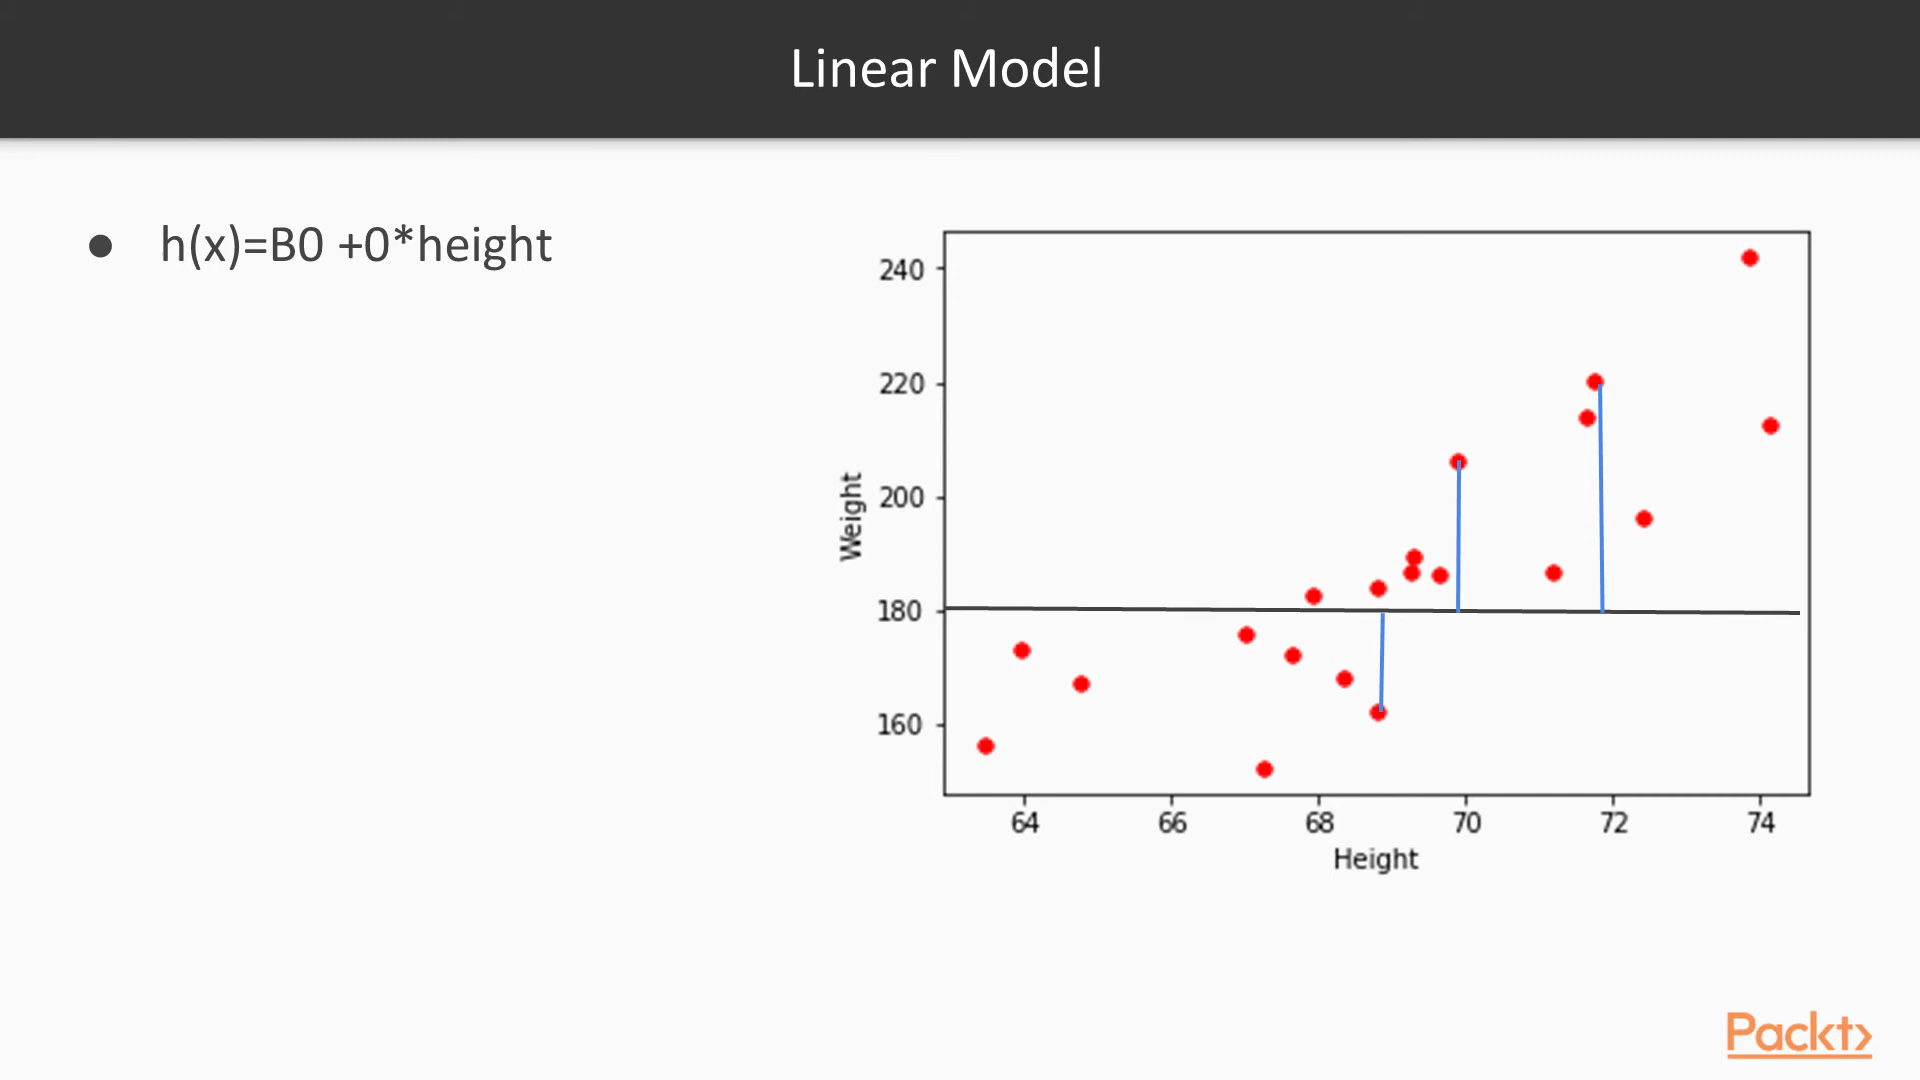 Linear Model
● h(x)=B0 +0*height
240
220
200
180
160
Weight
64 66 68 70 72 74
Height
Packt>